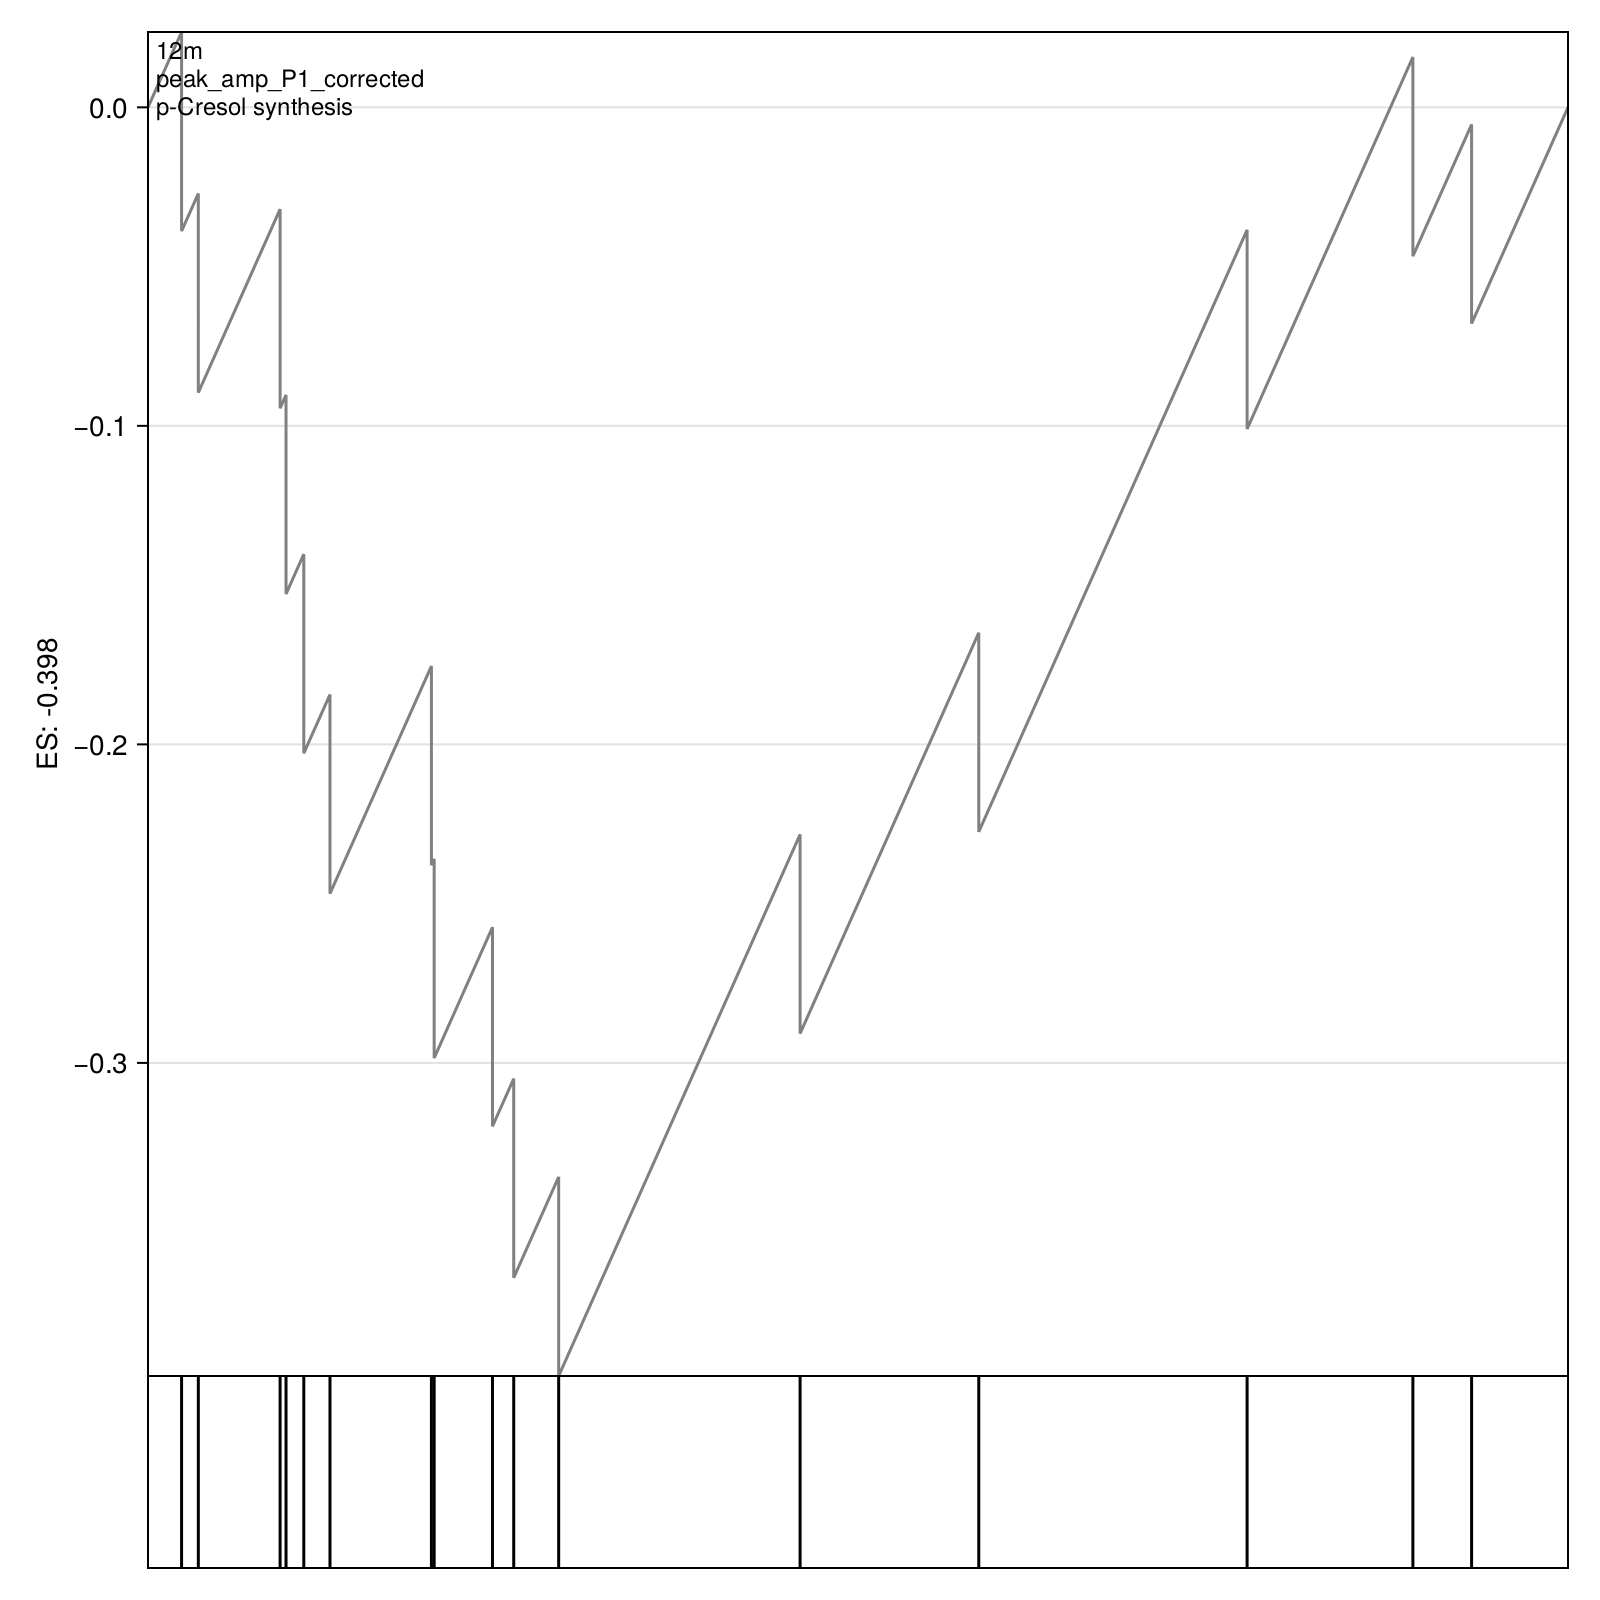 12m
peak_amp_P1_corrected
p-Cresol synthesis
0.0
−0.1
−0.2
−0.3
ES: -0.398